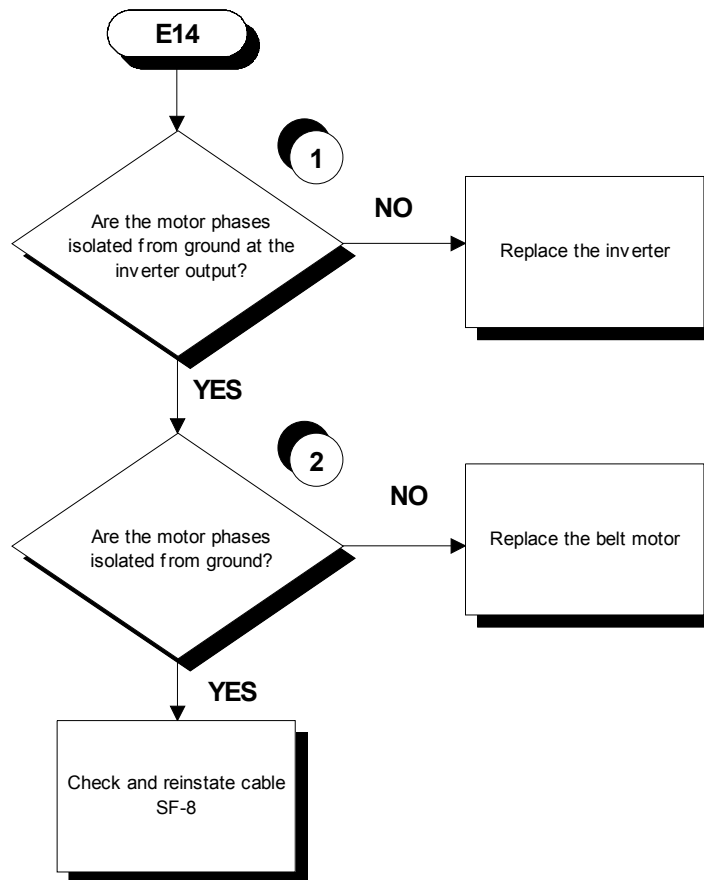 E14
1
Are the motor phases
isolated from ground at the
inverter output?
NO
Replace the inverter
YES
2
Are the motor phases
isolated from ground?
NO
Replace the belt motor
YES
Check and reinstate cable
SF-8